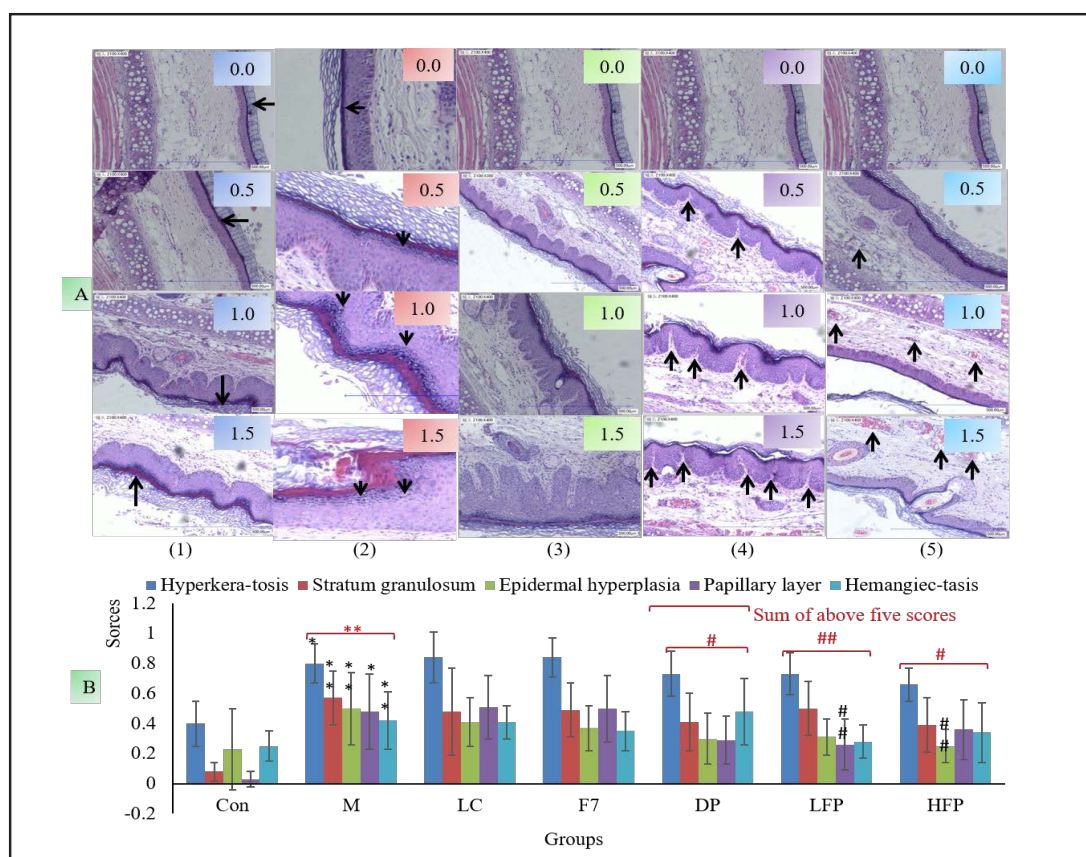 0.0 0.0 0.0 0.0 0.0
0.5 0.5 0.5 0.5 0.5
A
1.0 1.0 1.0 1.0 1.0
1.5 1.5 1.5 1.5 1.5
(1) (2) (3) (4) (5)
Hyperkera-tosis Stratum granulosum Epidermal hyperplasia Papillary layer Hemangiec-tasis
Sorces
1.2
1
0.8
0.6
0.4
0.2
0
-0.2
Sum of above five scores
** # ## #
* ** ** * ** ## ##
B
Con M LC F7 DP LFP HFP
Groups